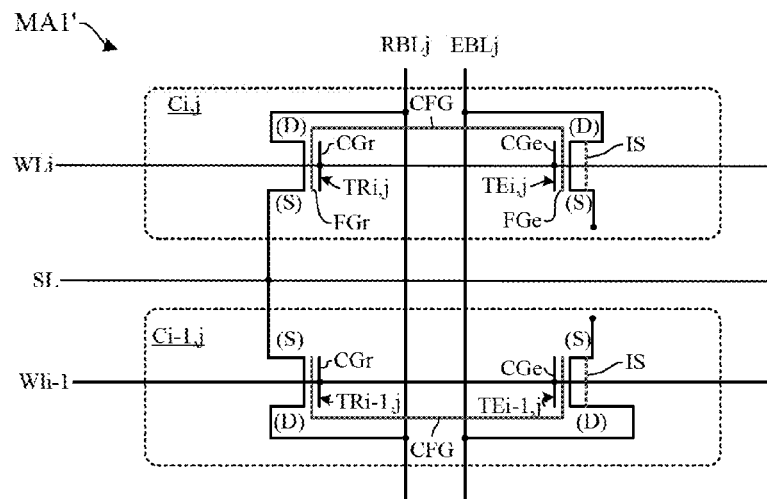 MA1'
RBLj EBLj
Ci,j
CFG
(D) (D)
CGr CGe IS
WLi
TRi,j TEi,j
(S) (S)
FGr FGe
SL
Ci-1,j
(S) (S)
CGr CGe IS
WLi-1
TRi-1,j TEi-1,j
(D) (D)
CFG